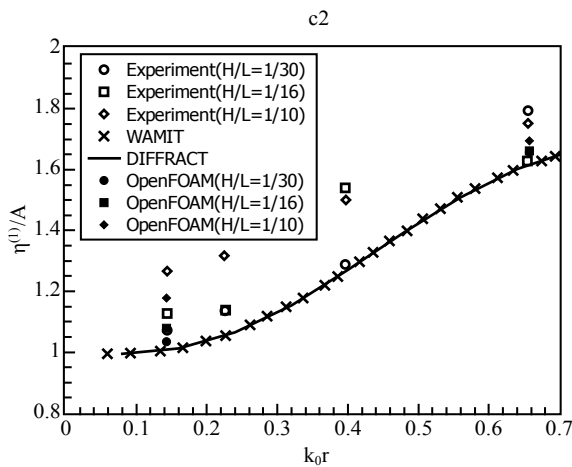 c2
η(1)/A
2
1.8
1.6
1.4
1.2
1
0.8
Experiment(H/L=1/30)
Experiment(H/L=1/16)
Experiment(H/L=1/10)
WAMIT
DIFFRACT
OpenFOAM(H/L=1/30)
OpenFOAM(H/L=1/16)
OpenFOAM(H/L=1/10)
0 0.1 0.2 0.3 0.4 0.5 0.6 0.7
k0r